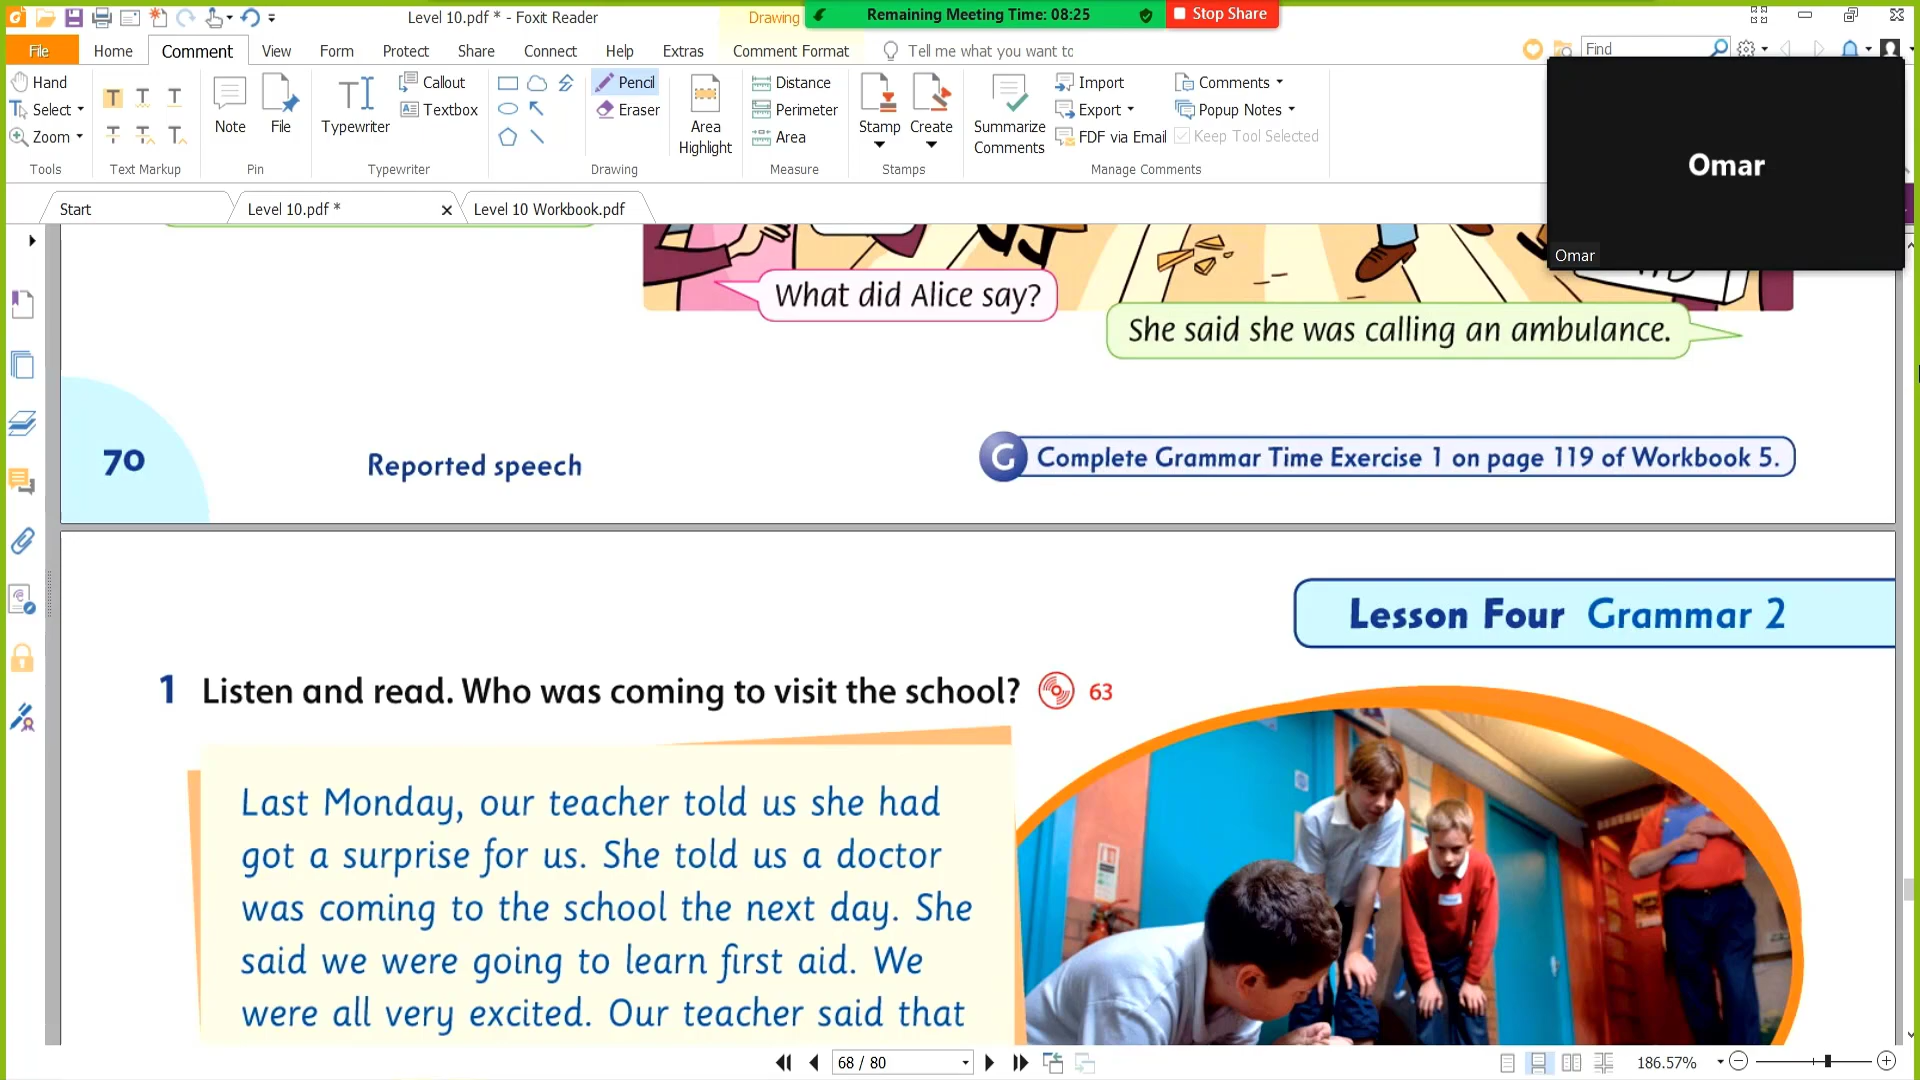 Level 10.pdf * - Foxit Reader
Drawing
Remaining Meeting Time: 08:25
Stop Share
File
Home
Comment
View
Form
Protect
Share
Connect
Help
Extras
Comment Format
Tell me what you want to
Find
Hand
Select
Zoom
Tools
Text Markup
Note
File
Pin
Typewriter
Callout
Textbox
Typewriter
Pencil
Eraser
Drawing
Area
Highlight
Distance
Perimeter
Area
Measure
Stamp
Create
Stamps
Summarize
Comments
Import
Export
FDF via Email
Comments
Popup Notes
Keep Tool Selected
Manage Comments
Omar
Omar
Start
Level 10.pdf *
Level 10 Workbook.pdf
What did Alice say?
She said she was calling an ambulance.
70
Reported speech
G Complete Grammar Time Exercise 1 on page 119 of Workbook 5.
Lesson Four Grammar 2
1 Listen and read. Who was coming to visit the school? 63
Last Monday, our teacher told us she had
got a surprise for us. She told us a doctor
was coming to the school the next day. She
said we were going to learn first aid. We
were all very excited. Our teacher said that
68 / 80
186.57%